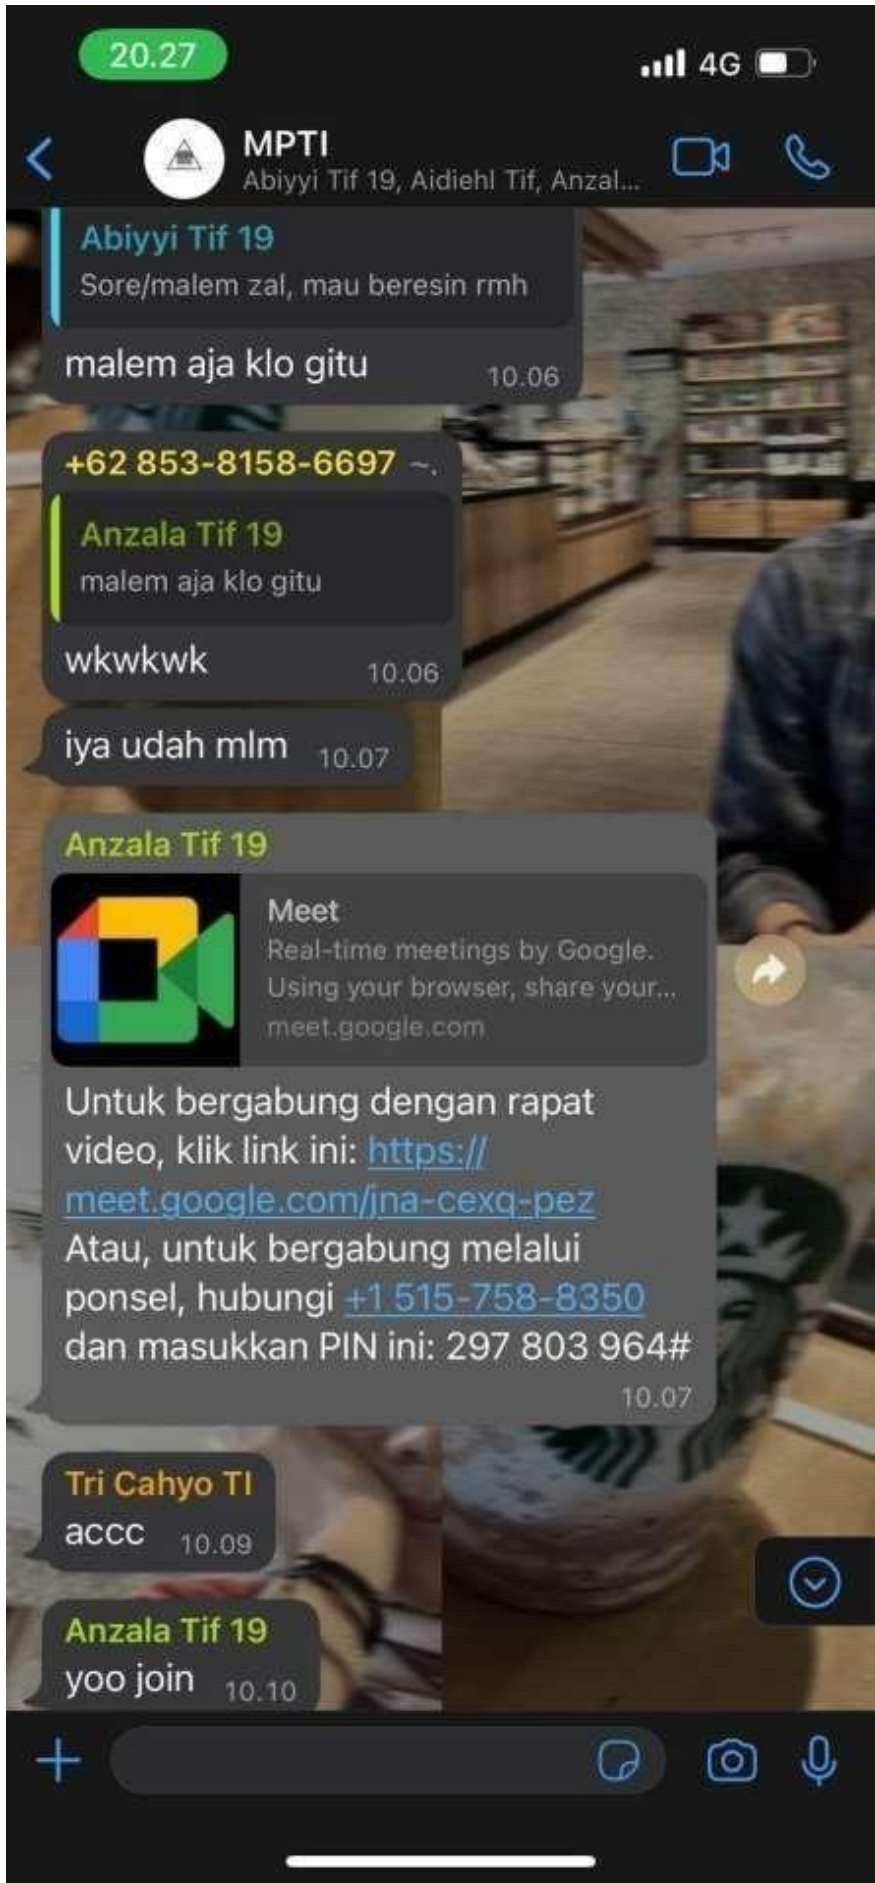 20.27
4G
MPTI
Abiyyi Tif 19, Aidiehl Tif, Anzal...
Abiyyi Tif 19
Sore/malem zal, mau beresin rmh
malem aja klo gitu
10.06
+62 853-8158-6697 ~.
Anzala Tif 19
malem aja klo gitu
wkwkwk
10.06
iya udah mlm
10.07
Anzala Tif 19
Meet
Real-time meetings by Google.
Using your browser, share your...
meet.google.com
Untuk bergabung dengan rapat
video, klik link ini: https://
meet.google.com/jna-cexq-pez
Atau, untuk bergabung melalui
ponsel, hubungi +1 515-758-8350
dan masukkan PIN ini: 297 803 964#
10.07
Tri Cahyo TI
accc
10.09
Anzala Tif 19
yoo join
10.10